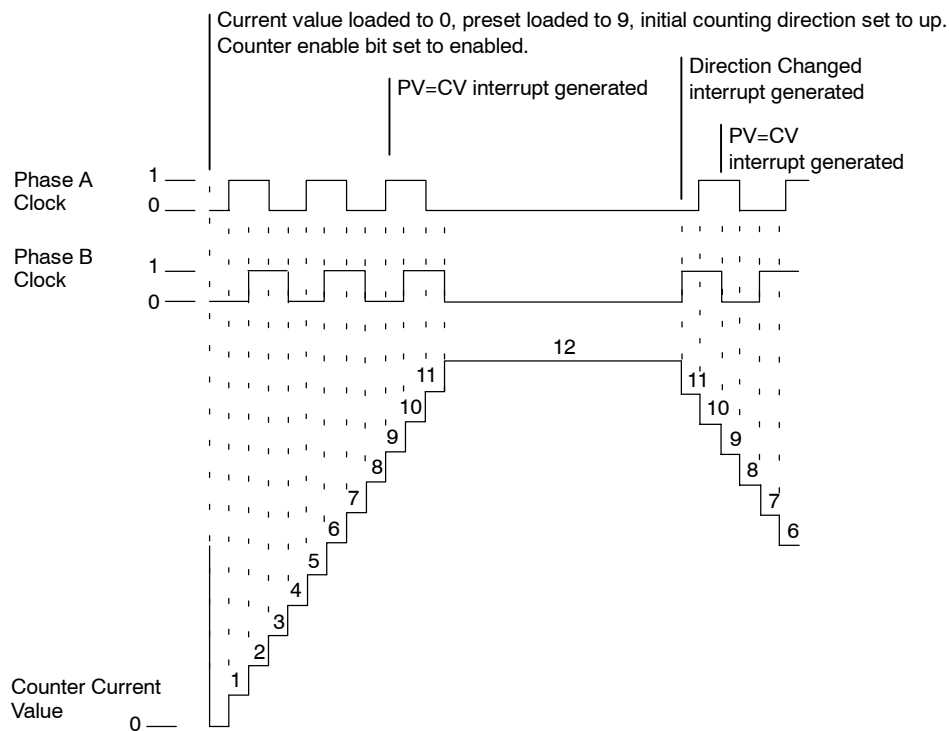 Current value loaded to 0, preset loaded to 9, initial counting direction set to up.
Counter enable bit set to enabled.
PV=CV interrupt generated
Direction Changed
interrupt generated
PV=CV
interrupt generated
Phase A
Clock
1
0
Phase B
Clock
1
0
12
11
10
9
8
7
6
5
4
3
2
1
11
10
9
8
7
6
Counter Current
Value
0